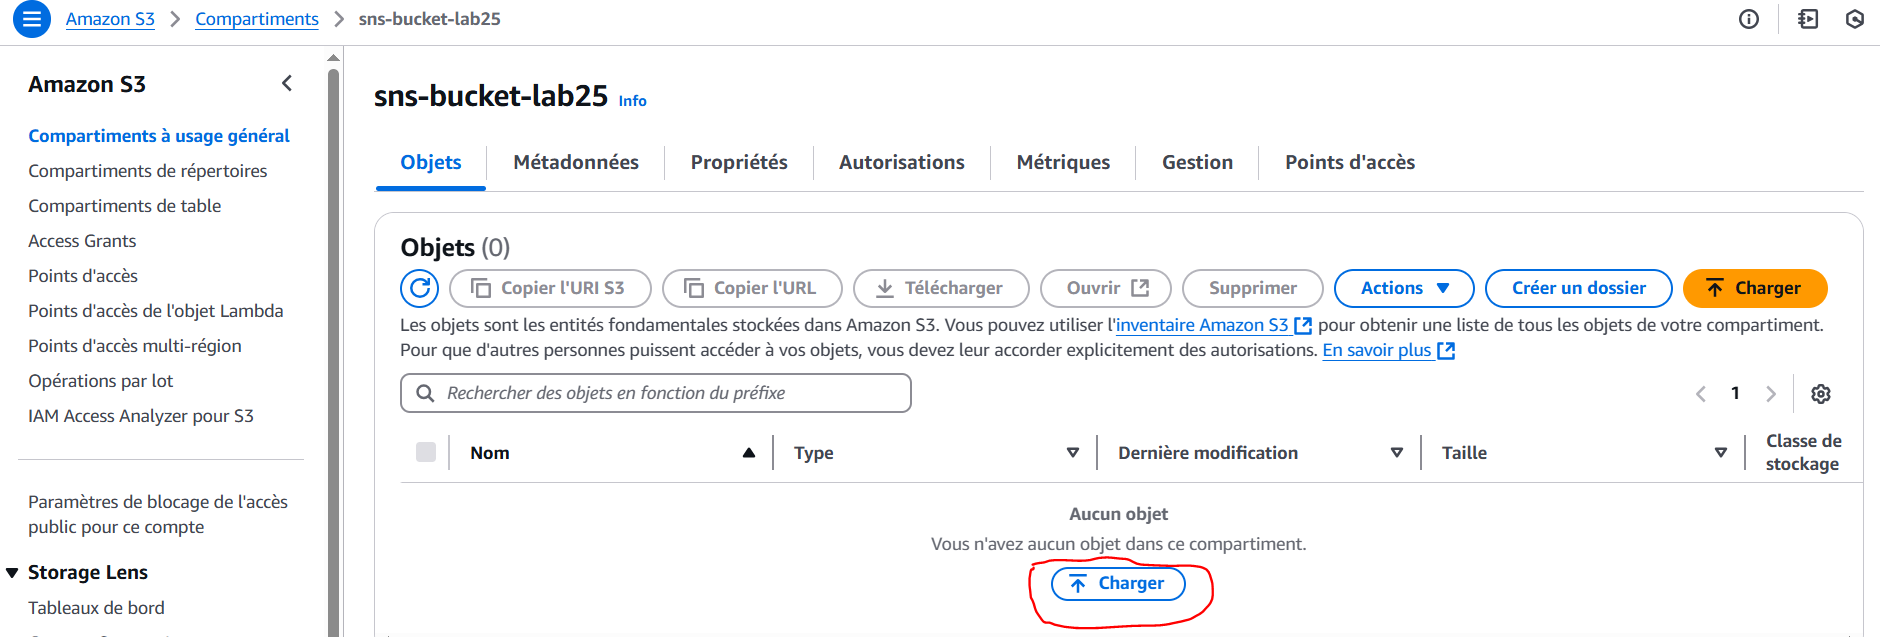 Amazon S3 > Compartiments > sns-bucket-lab25
Amazon S3
Compartiments à usage général
Compartiments de répertoires
Compartiments de table
Access Grants
Points d'accès
Points d'accès de l'objet Lambda
Points d'accès multi-région
Opérations par lot
IAM Access Analyzer pour S3
Paramètres de blocage de l'accès
public pour ce compte
Storage Lens
Tableaux de bord
sns-bucket-lab25 Info
Objets Métadonnées Propriétés Autorisations Métriques Gestion Points d'accès
Objets (0)
Copier l'URI S3 Copier l'URL Télécharger Ouvrir Supprimer Actions Créer un dossier Charger
Les objets sont les entités fondamentales stockées dans Amazon S3. Vous pouvez utiliser l'inventaire Amazon S3 pour obtenir une liste de tous les objets de votre compartiment.
Pour que d'autres personnes puissent accéder à vos objets, vous devez leur accorder explicitement des autorisations. En savoir plus
Rechercher des objets en fonction du préfixe
1
Nom Type Dernière modification Taille Classe de
stockage
Aucun objet
Vous n'avez aucun objet dans ce compartiment.
Charger